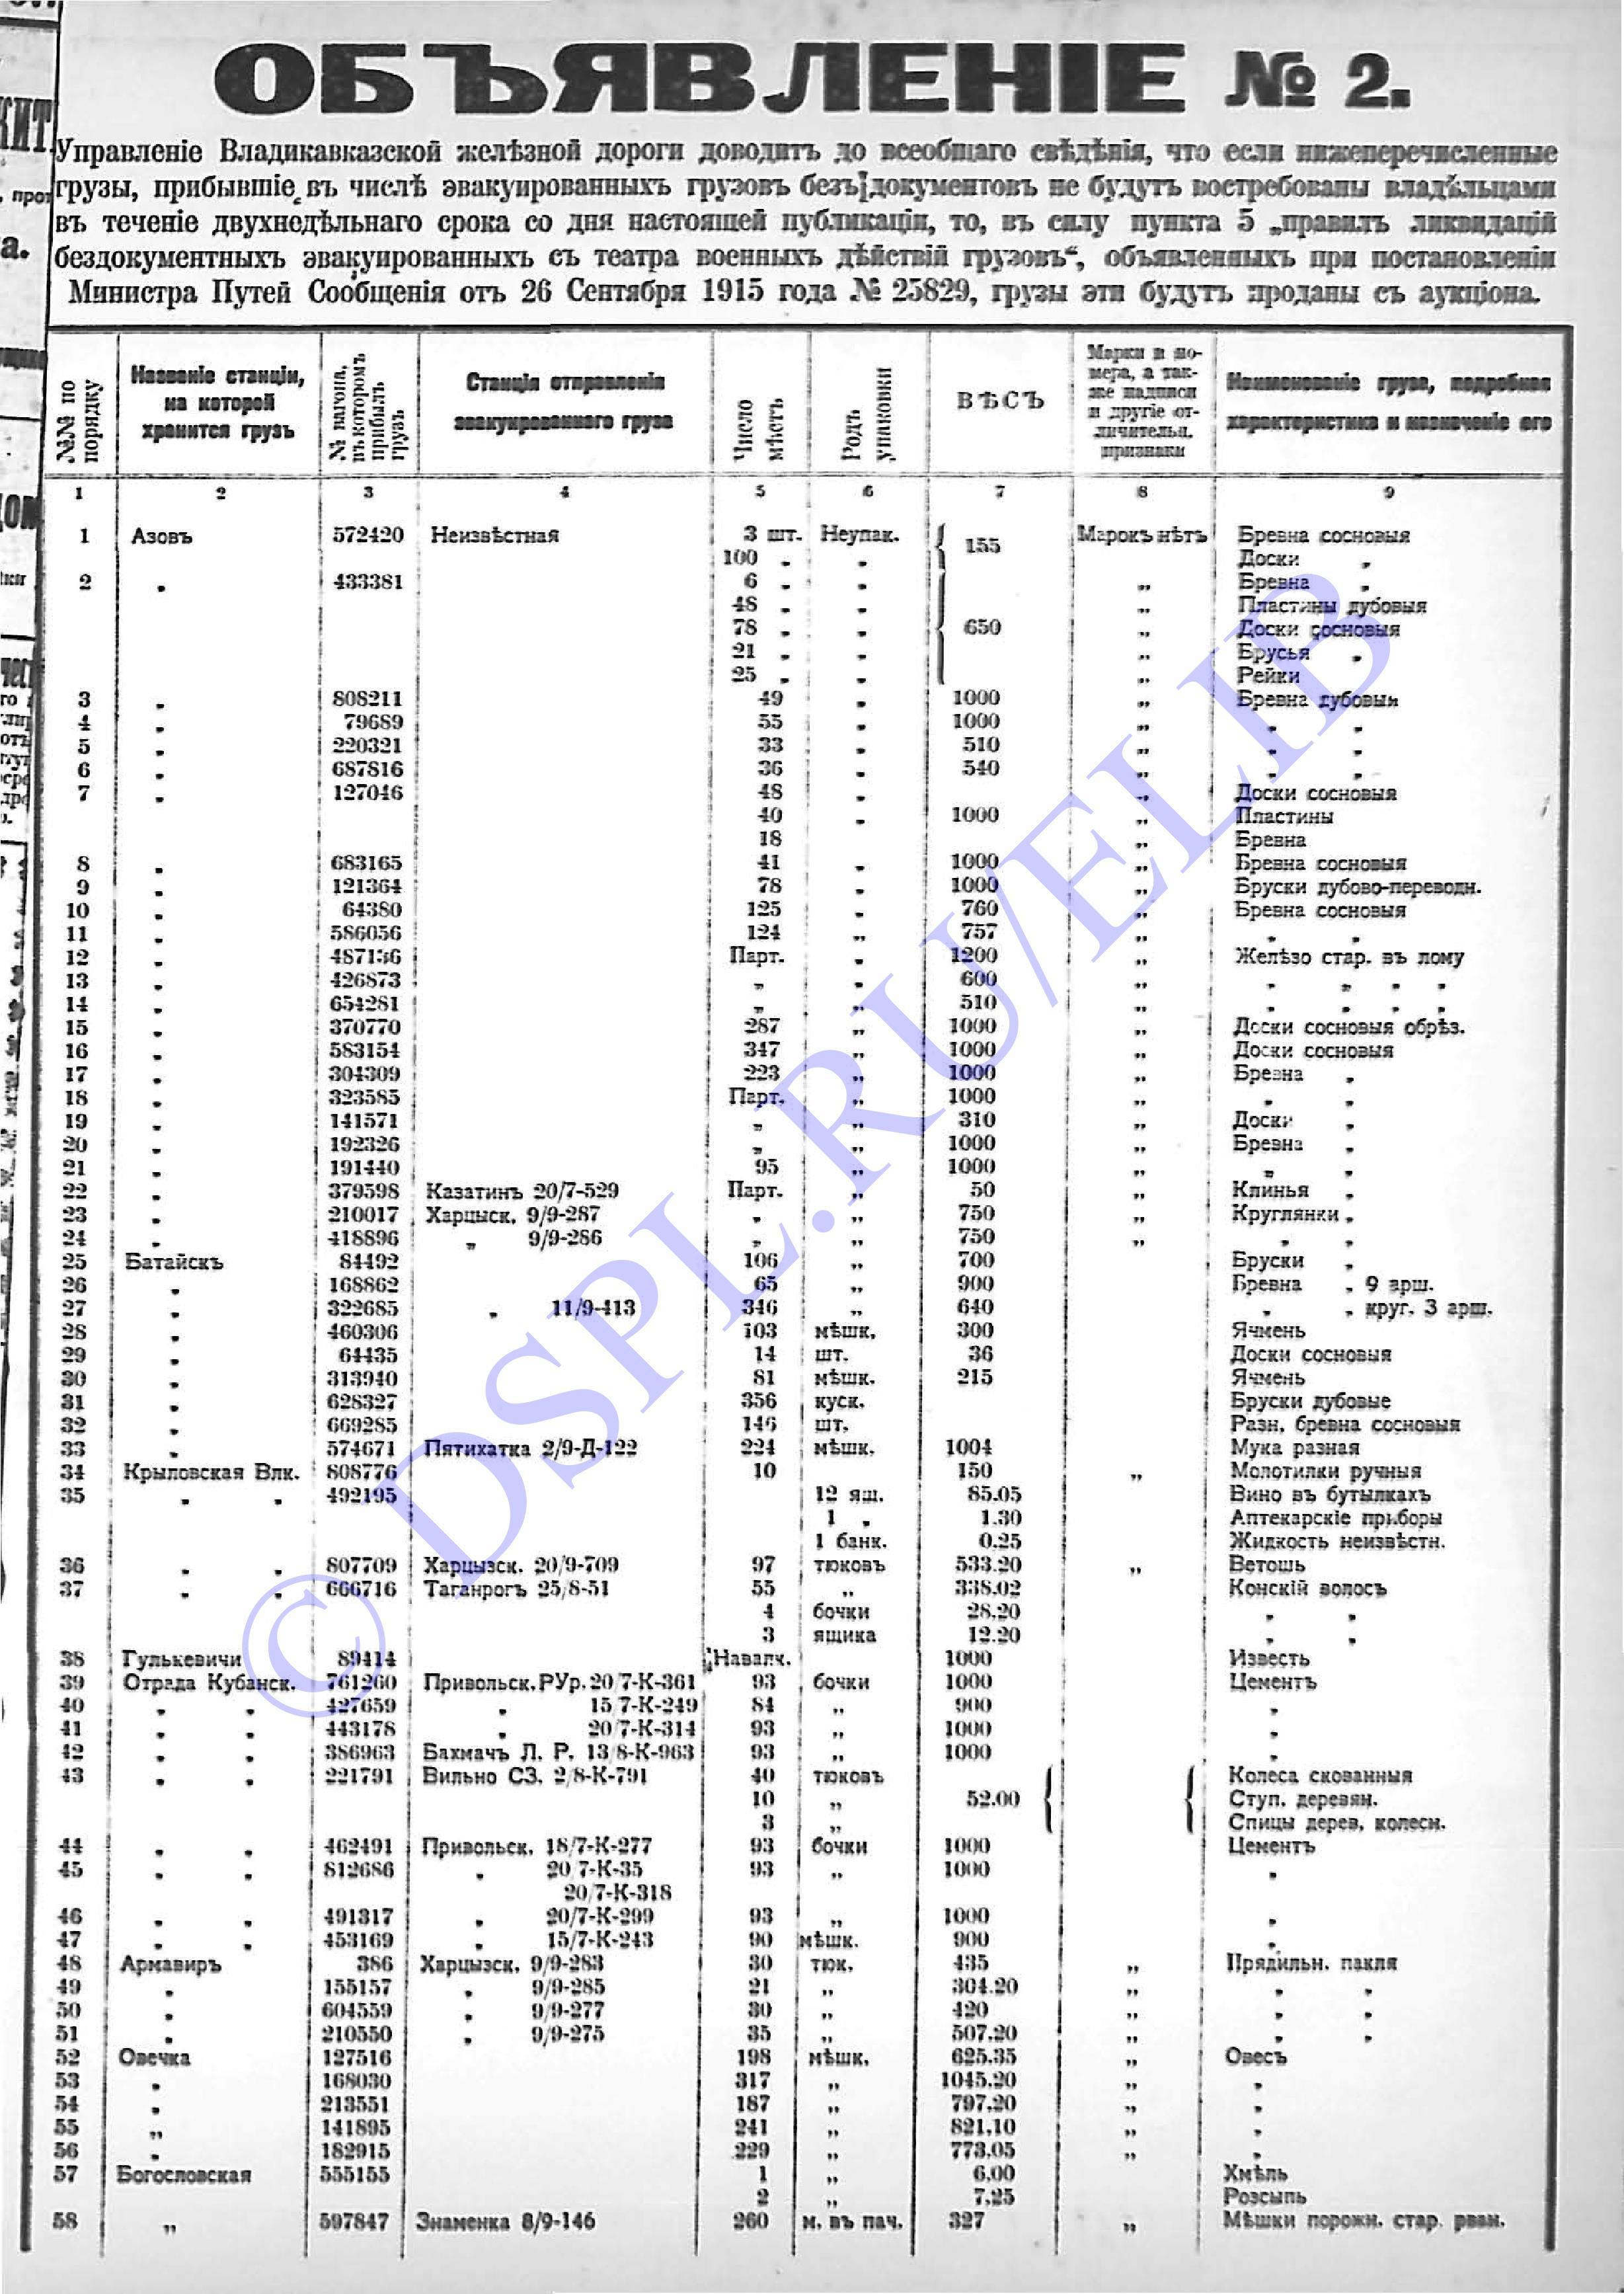 ОБЪЯВЛЕНІЕ № 2.
Управленіе Владикавказской желѣзной дороги доводитъ до всеобщаго свѣдѣнія, что если нижеперечисленные
грузы, прибывшіе въ числѣ эвакуированныхъ грузовъ безъ документовъ не будутъ востребованы владѣльцами
въ теченіе двухнедѣльнаго срока со дня настоящей публикаціи, то, въ силу пункта 5 „правилъ ликвидацій
бездокументныхъ эвакуированныхъ съ театра военныхъ дѣйствій грузовъ“, объявленныхъ при постановленіи
Министра Путей Сообщенія отъ 26 Сентября 1915 года № 25829, грузы эти будутъ проданы съ аукціона.
№№ по порядку
Названіе станціи, на которой хранится грузъ
№ вагона, въ которомъ прибылъ грузъ
Станція отправленія эвакуированнаго груза
Число мѣстъ
Родъ упаковки
ВѢСЪ
Марки и но-
мера, а так-
же надписи
и другіе от-
личительн.
признаки
Наименованіе груза, подробная
характеристика и назначеніе его
1 2 3 4 5 6 7 8 9
1 Азовъ 572420 Неизвѣстная 3 шт. Неупак. 155 Марокъ нѣтъ Бревна сосновыя
100 „ „ Доски „
2 „ 433381 6 „ „ 650 „ Бревна „
48 „ „ „ Пластины дубовыя
78 „ „ „ Доски сосновыя
21 „ „ „ Брусья „
25 „ „ „ Рейки
3 „ 808211 49 „ 1000 „ Бревна дубовыя
4 „ 79689 55 „ 1000 „ „ „
5 „ 220321 33 „ 510 „ „ „
6 „ 687816 36 „ 540 „ „ „
7 „ 127046 48 „ „ Доски сосновыя
40 „ 1000 „ Пластины
18 „ Бревна
8 „ 683165 41 „ 1000 „ Бревна сосновыя
9 „ 121364 78 „ 1000 „ Бруски дубово-переводн.
10 „ 64380 125 „ 760 „ Бревна сосновыя
11 „ 586056 124 „ 757 „ „ „
12 „ 487136 Парт. „ 1200 „ Желѣзо стар. въ лому
13 „ 426873 „ „ 600 „ „ „ „ „
14 „ 654281 „ „ 510 „ „ „ „ „
15 „ 370770 287 „ 1000 „ Доски сосновыя обрѣз.
16 „ 583154 347 „ 1000 „ Доски сосновыя
17 „ 304309 223 „ 1000 „ Бревна „
18 „ 323585 Парт. „ 1000 „ „ „
19 „ 141571 „ „ 310 „ Доски „
20 „ 192326 „ „ 1000 „ Бревна „
21 „ 191440 95 „ 1000 „ „ „
22 „ 379598 Казатинъ 20/7-529 Парт. „ 50 „ Клинья „
23 „ 210017 Харцыск. 9/9-287 „ „ 750 „ Круглянки „
24 „ 418896 „ 9/9-286 „ „ 750 „ „ „
25 Батайскъ 84492 106 „ 700 Бруски „
26 „ 168862 65 „ 900 Бревна „ 9 арш.
27 „ 322685 „ 11/9-413 346 „ 640 „ „ круг. 3 арш.
28 „ 460306 103 мѣшк. 300 Ячмень
29 „ 64435 14 шт. 36 Доски сосновыя
30 „ 313940 81 мѣшк. 215 Ячмень
31 „ 628327 356 куск. Бруски дубовые
32 „ 669285 146 шт. Разн. бревна сосновыя
33 „ 574671 Пятихатка 2/9-Д-122 224 мѣшк. 1004 Мука разная
34 Крыловская Влк. 808776 10 150 „ Молотилки ручныя
35 „ „ 492195 12 ящ. 85.05 Вино въ бутылкахъ
1 „ 1.30 Аптекарскіе приборы
1 банк. 0.25 Жидкость неизвѣстн.
36 „ „ 807709 Харцызск. 20/9-709 97 тюковъ 533.20 „ Ветошь
37 „ „ 666716 Таганрогъ 25/8-51 55 „ 338.02 Конскій волосъ
4 бочки 28.20 „ „
3 ящика 12.20 „ „
38 Гулькевичи 89414 Навалч. 1000 Известь
39 Отрада Кубанск. 761260 Привольск. РУр. 20/7-К-361 93 бочки 1000 Цементъ
40 „ „ 427659 „ 15/7-К-249 84 „ 900 „
41 „ „ 443178 „ 20/7-К-314 93 „ 1000 „
42 „ „ 386963 Бахмачъ Л. Р. 13/8-К-963 93 „ 1000 „
43 „ „ 221791 Вильно СЗ. 2/8-К-791 40 тюковъ 52.00 Колеса скованныя
10 „ Ступ. деревян.
3 „ Спицы дерев. колесн.
44 „ „ 462491 Привольск. 18/7-К-277 93 бочки 1000 Цементъ
45 „ „ 812686 „ 20/7-К-35 93 „ 1000 „
20/7-К-318
46 „ „ 491317 „ 20/7-К-299 93 „ 1000 „
47 „ „ 453169 „ 15/7-К-243 90 мѣшк. 900 „
48 Армавиръ 386 Харцызск. 9/9-283 30 тюк. 435 „ Прядильн. пакля
49 „ 155157 „ 9/9-285 21 „ 304.20 „ „ „
50 „ 604559 „ 9/9-277 30 „ 420 „ „ „
51 „ 210550 „ 9/9-275 35 „ 507.20 „ „ „
52 Овечка 127516 198 мѣшк. 625.35 „ Овесъ
53 „ 168030 317 „ 1045.20 „ „
54 „ 213551 187 „ 797.20 „ „
55 „ 141895 241 „ 821.10 „ „
56 „ 182915 229 „ 773.05 „ „
57 Богословская 555155 1 „ 6.00 Хмѣль
2 „ 7.25 Розсыпь
58 „ 597847 Знаменка 8/9-146 260 м. въ пач. 327 „ Мѣшки порожн. стар. рван.
© DSPL.RU/ELIB